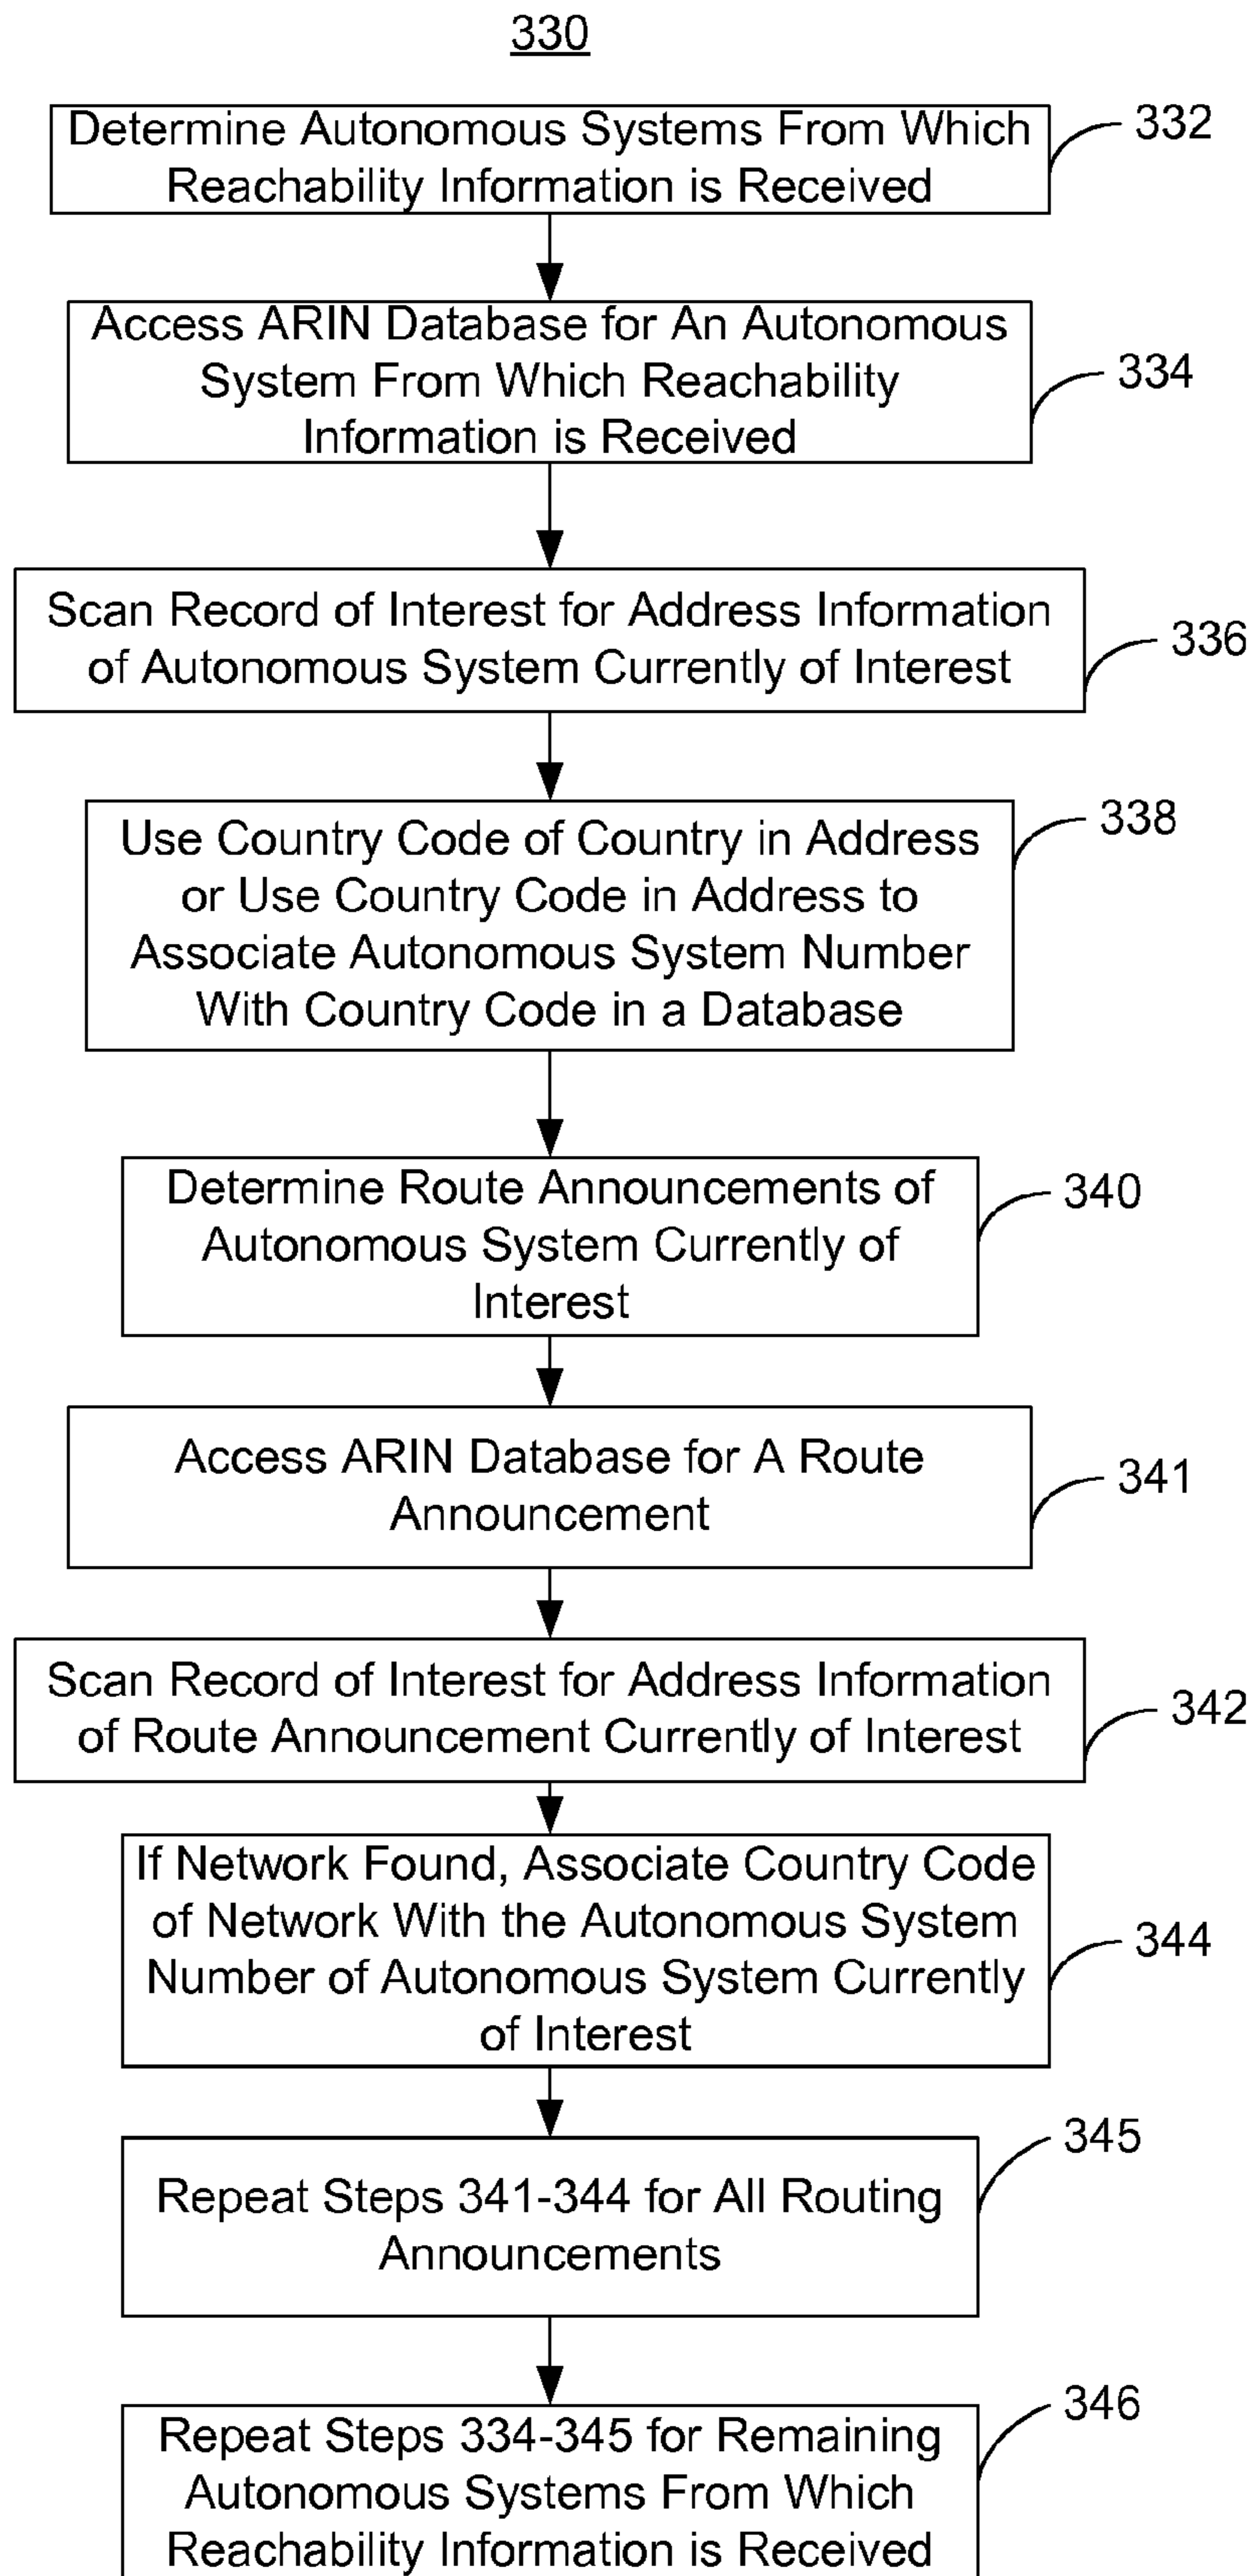 330
Determine Autonomous Systems From Which
Reachability Information is Received
332
Access ARIN Database for An Autonomous
System From Which Reachability
Information is Received
334
Scan Record of Interest for Address Information
of Autonomous System Currently of Interest
336
Use Country Code of Country in Address
or Use Country Code in Address to
Associate Autonomous System Number
With Country Code in a Database
338
Determine Route Announcements of
Autonomous System Currently of
Interest
340
Access ARIN Database for A Route
Announcement
341
Scan Record of Interest for Address Information
of Route Announcement Currently of Interest
342
If Network Found, Associate Country Code
of Network With the Autonomous System
Number of Autonomous System Currently
of Interest
344
Repeat Steps 341-344 for All Routing
Announcements
345
Repeat Steps 334-345 for Remaining
Autonomous Systems From Which
Reachability Information is Received
346